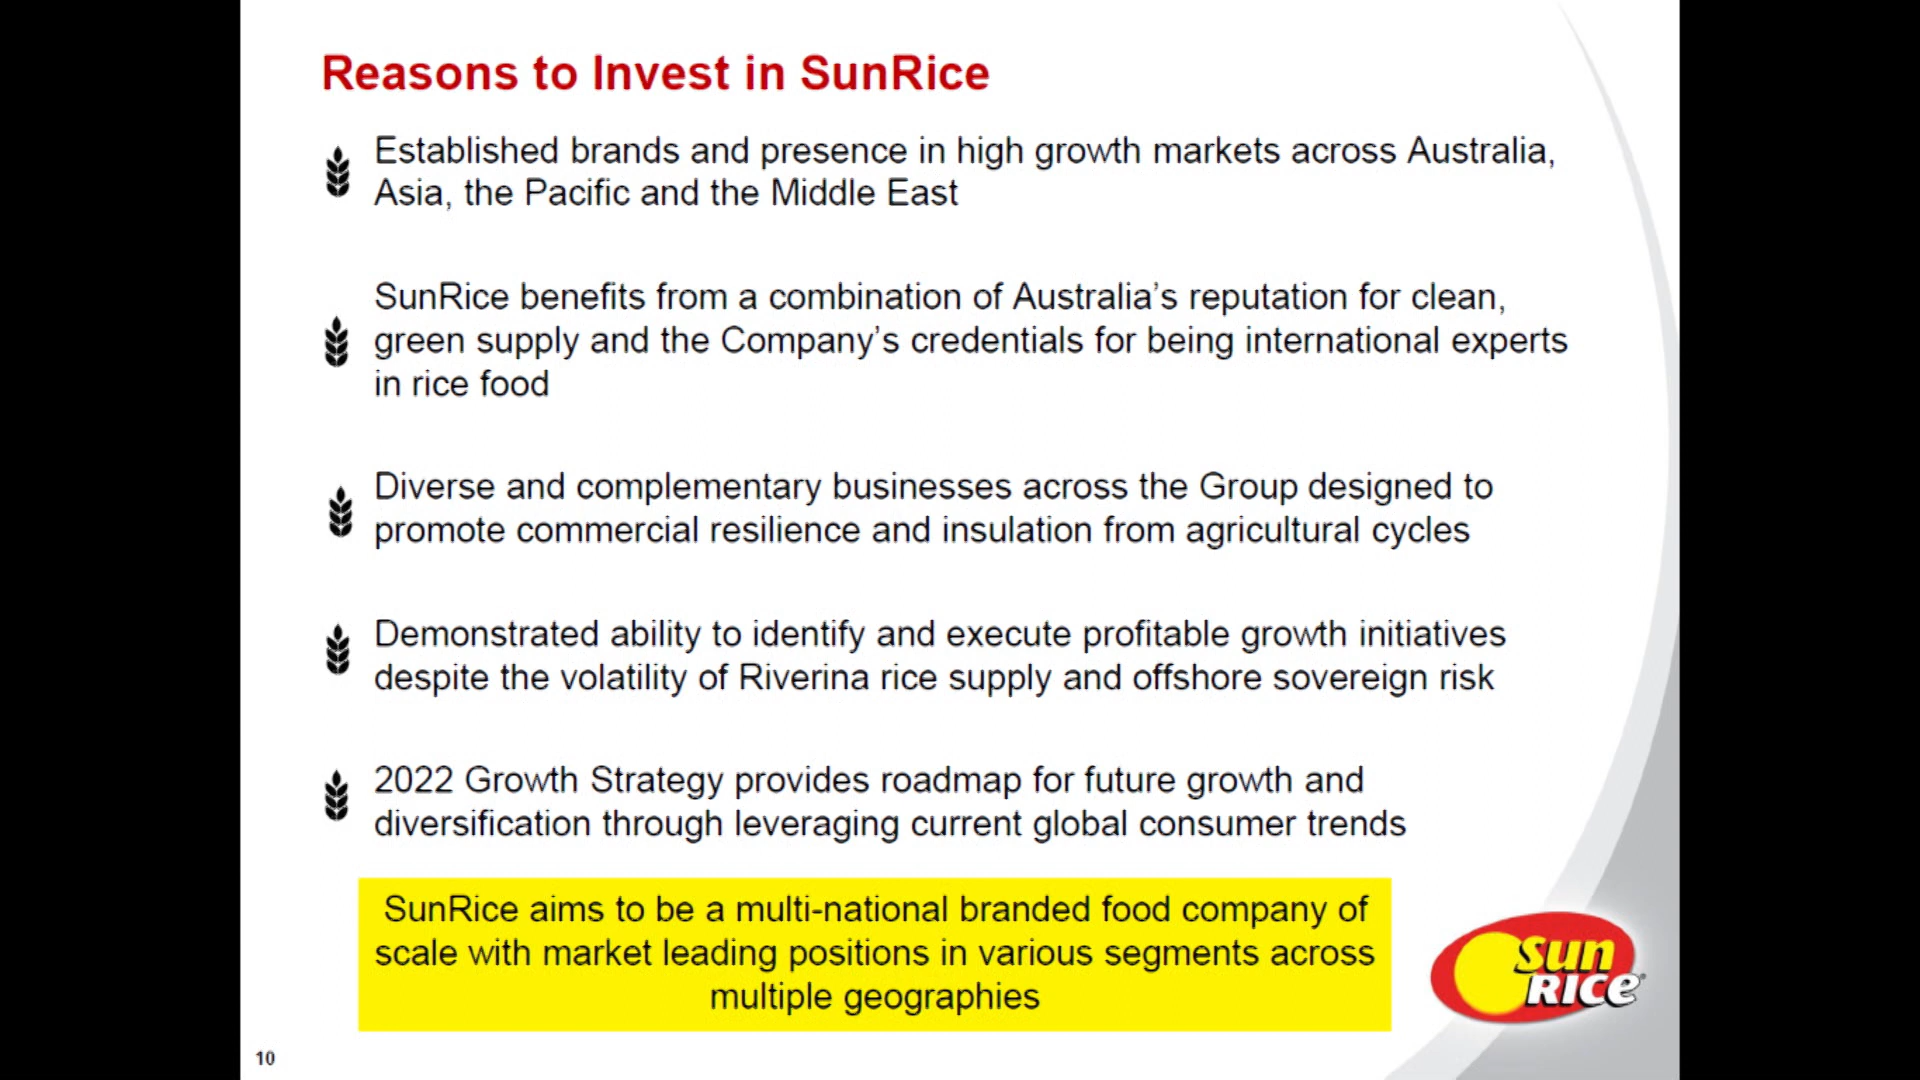 Reasons to Invest in SunRice
Established brands and presence in high growth markets across Australia,
Asia, the Pacific and the Middle East
SunRice benefits from a combination of Australia’s reputation for clean,
green supply and the Company’s credentials for being international experts
in rice food
Diverse and complementary businesses across the Group designed to
promote commercial resilience and insulation from agricultural cycles
Demonstrated ability to identify and execute profitable growth initiatives
despite the volatility of Riverina rice supply and offshore sovereign risk
2022 Growth Strategy provides roadmap for future growth and
diversification through leveraging current global consumer trends
SunRice aims to be a multi-national branded food company of
scale with market leading positions in various segments across
multiple geographies
Sun
RICe®
10